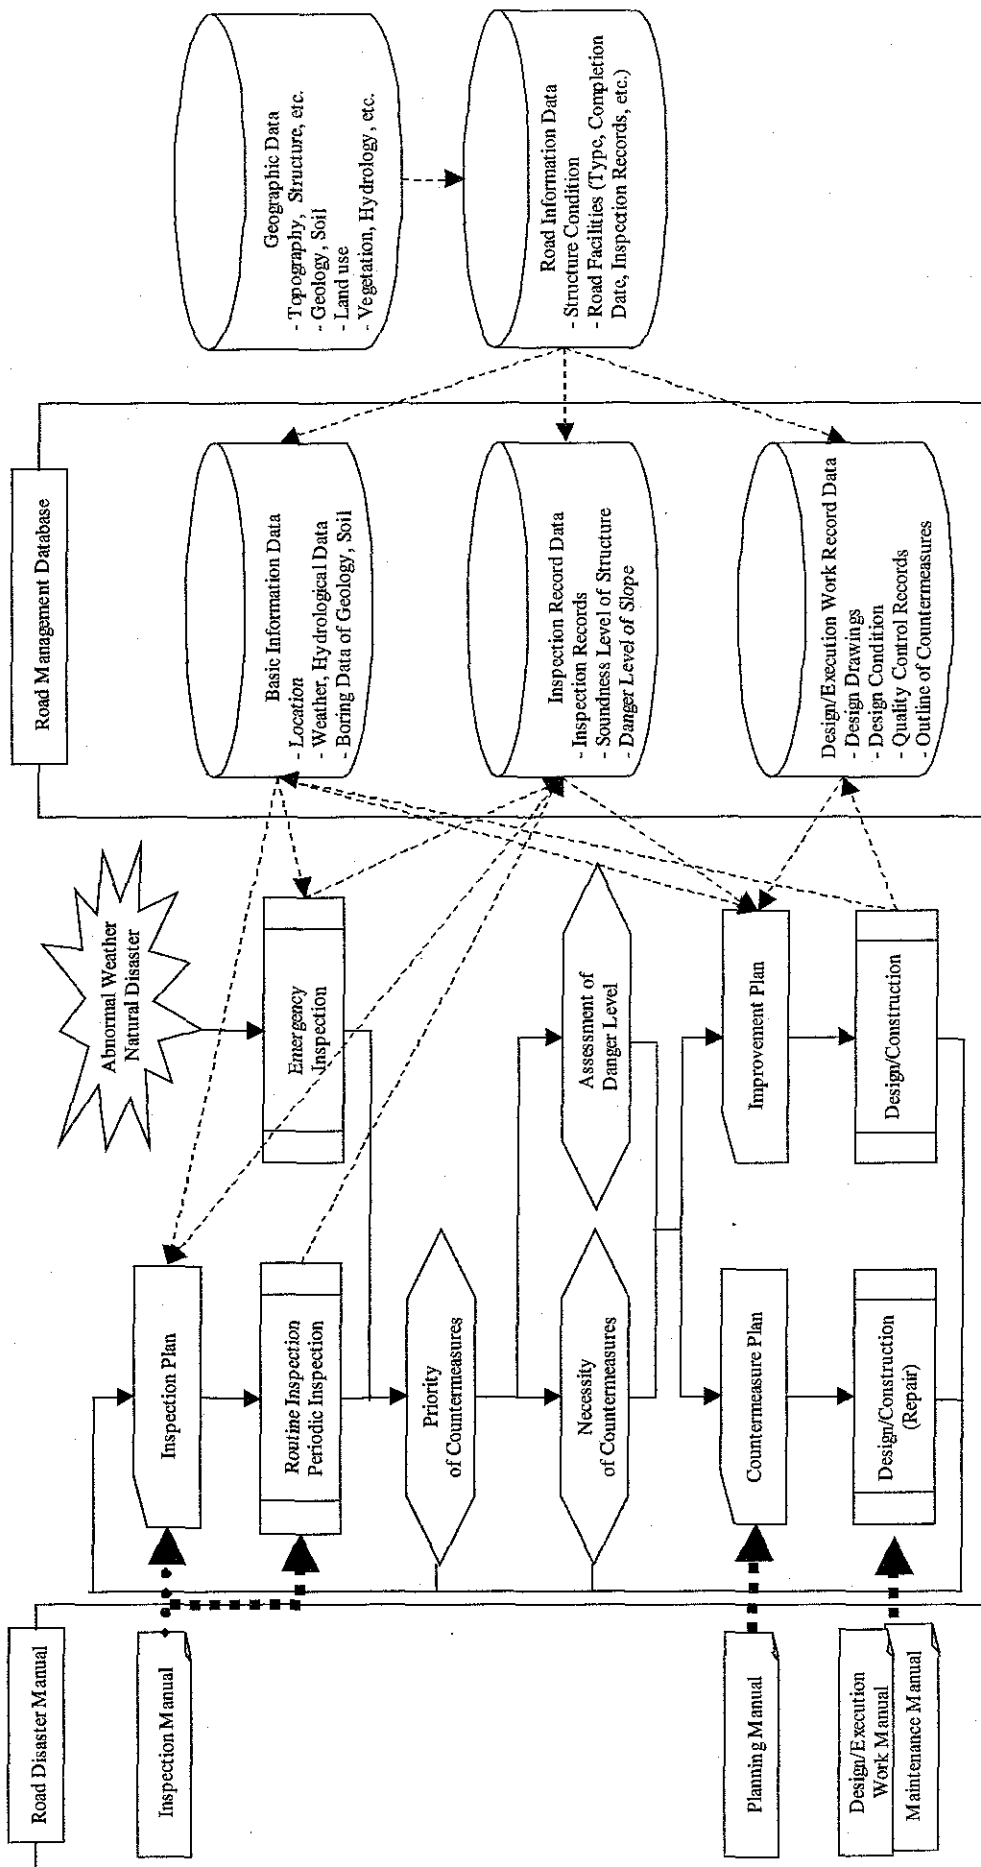 Road Disaster Manual
Inspection Manual
Planning Manual
Design/Execution
Work Manual
Maintenance Manual
Inspection Plan
Routine Inspection
Periodic Inspection
Priority
of Countermeasures
Necessity
of Countermeasures
Countermeasure Plan
Design/Construction
(Repair)
Abnormal Weather
Natural Disaster
Emergency
Inspection
Assessment of
Danger Level
Improvement Plan
Design/Construction
Road Management Database
Basic Information Data
- Location
- Weather, Hydrological Data
- Boring Data of Geology, Soil
Inspection Record Data
- Inspection Records
- Soundness Level of Structure
- Danger Level of Slope
Design/Execution Work Record Data
- Design Drawings
- Design Condition
- Quality Control Records
- Outline of Countermeasures
Geographic Data
- Topography, Structure, etc.
- Geology, Soil
- Land use
- Vegetation, Hydrology, etc.
Road Information Data
- Structure Condition
- Road Facilities (Type, Completion
Date, Inspection Records, etc.)